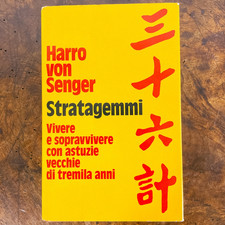 Harro
von
Senger
Stratagemmi
Vivere
e sopravvivere
con astuzie
vecchie
di tremila anni
三十六計